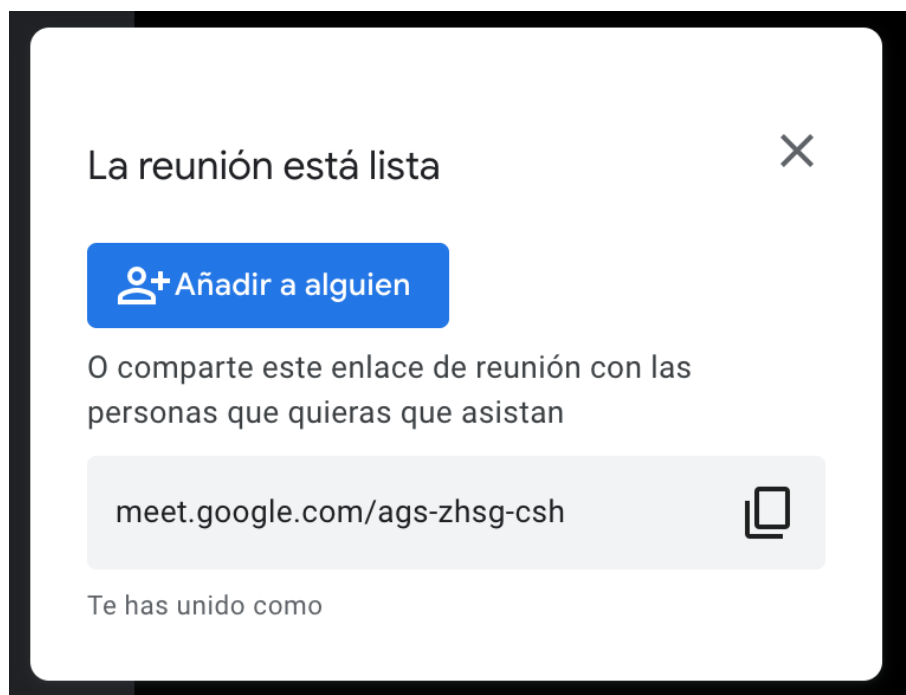 La reunión está lista
Añadir a alguien
O comparte este enlace de reunión con las
personas que quieras que asistan
meet.google.com/ags-zhsg-csh
Te has unido como